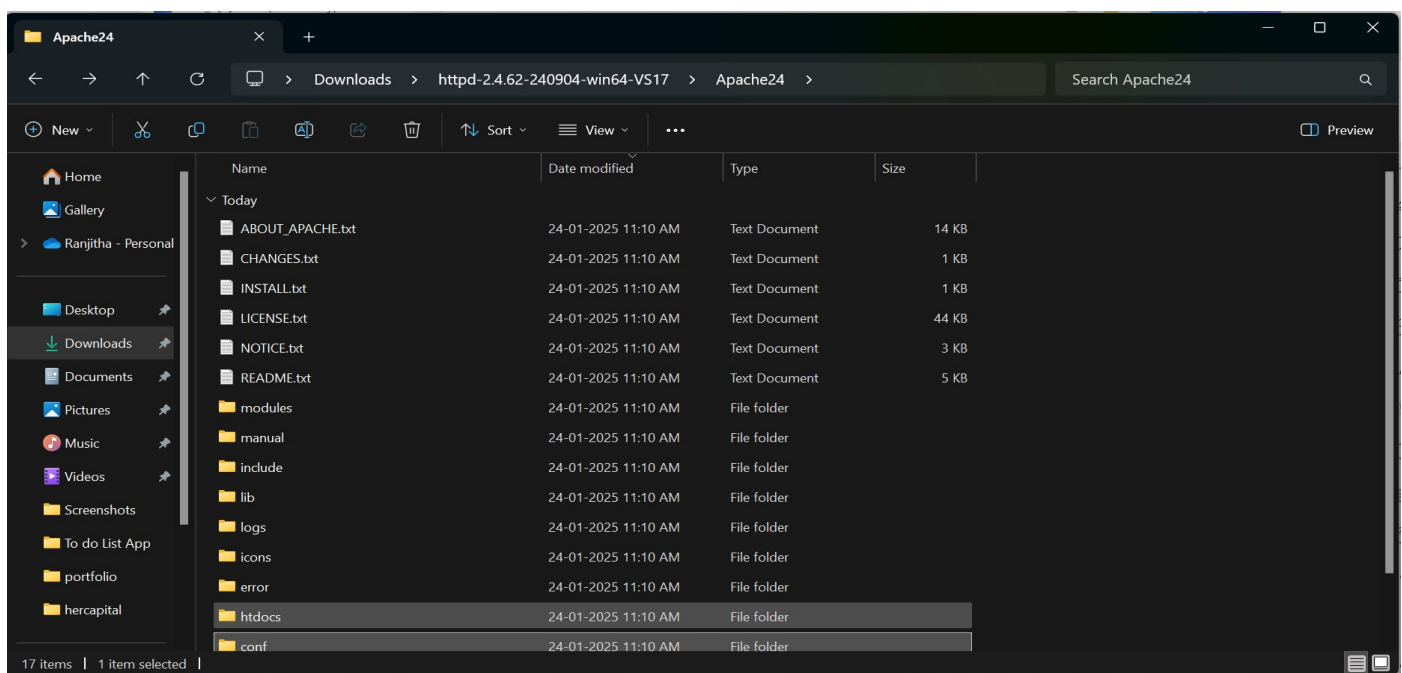 Apache24
Downloads > httpd-2.4.62-240904-win64-VS17 > Apache24 >
Search Apache24
New
Sort
View
Preview
Home
Gallery
Ranjitha - Personal
Desktop
Downloads
Documents
Pictures
Music
Videos
Screenshots
To do List App
portfolio
hercapital
Name Date modified Type Size
Today
ABOUT_APACHE.txt 24-01-2025 11:10 AM Text Document 14 KB
CHANGES.txt 24-01-2025 11:10 AM Text Document 1 KB
INSTALL.txt 24-01-2025 11:10 AM Text Document 1 KB
LICENSE.txt 24-01-2025 11:10 AM Text Document 44 KB
NOTICE.txt 24-01-2025 11:10 AM Text Document 3 KB
README.txt 24-01-2025 11:10 AM Text Document 5 KB
modules 24-01-2025 11:10 AM File folder
manual 24-01-2025 11:10 AM File folder
include 24-01-2025 11:10 AM File folder
lib 24-01-2025 11:10 AM File folder
logs 24-01-2025 11:10 AM File folder
icons 24-01-2025 11:10 AM File folder
error 24-01-2025 11:10 AM File folder
htdocs 24-01-2025 11:10 AM File folder
conf 24-01-2025 11:10 AM File folder
17 items 1 item selected